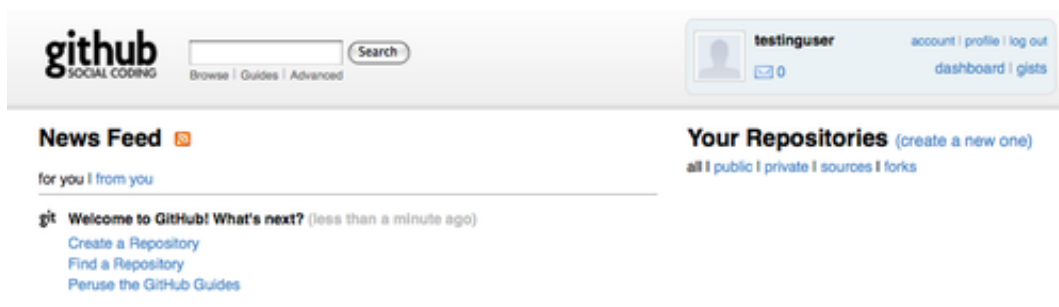 github
SOCIAL CODING
Search
Browse | Guides | Advanced
testinguser
account | profile | log out
0
dashboard | gists
News Feed
for you | from you
git Welcome to GitHub! What's next? (less than a minute ago)
Create a Repository
Find a Repository
Peruse the GitHub Guides
Your Repositories (create a new one)
all | public | private | sources | forks